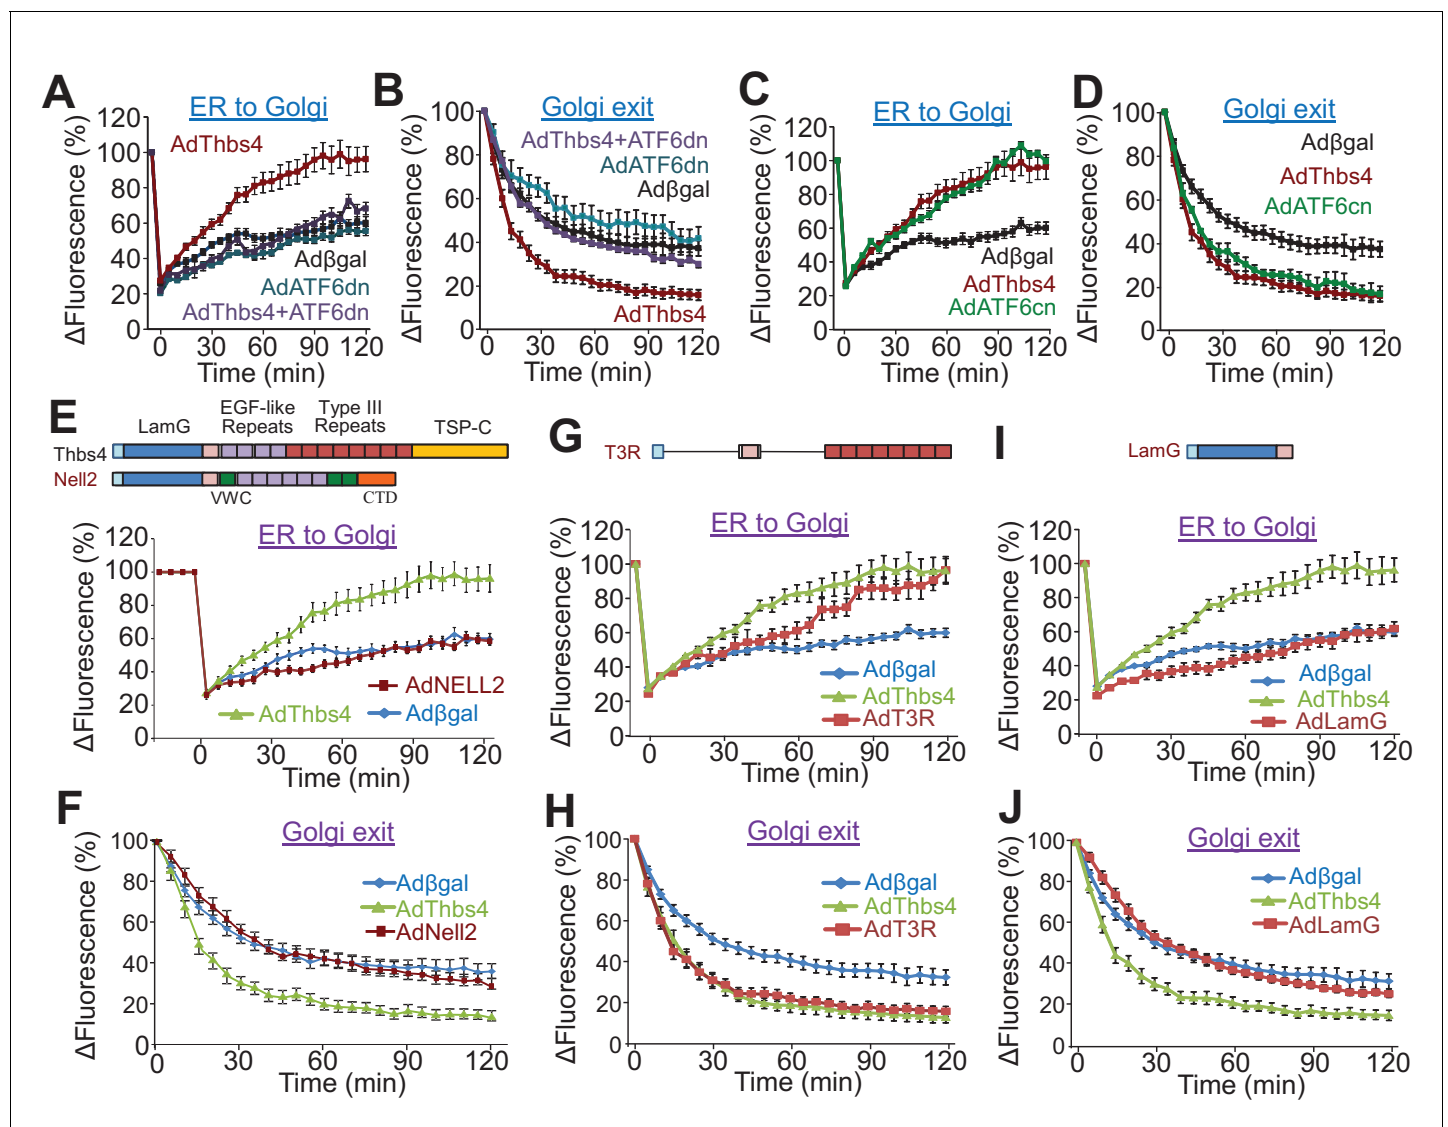 A
ER to Golgi
ΔFluorescence (%)
120
100
80
60
40
20
0
AdThbs4
Adβgal
AdATF6dn
AdThbs4+ATF6dn
0 30 60 90 120
Time (min)
B
Golgi exit
ΔFluorescence (%)
100
80
60
40
20
0
AdThbs4+ATF6dn
AdATF6dn
Adβgal
AdThbs4
0 30 60 90 120
Time (min)
C
ER to Golgi
ΔFluorescence (%)
120
100
80
60
40
20
0
Adβgal
AdThbs4
AdATF6cn
0 30 60 90 120
Time (min)
D
Golgi exit
ΔFluorescence (%)
100
80
60
40
20
0
Adβgal
AdThbs4
AdATF6cn
0 30 60 90 120
Time (min)
E
LamG
EGF-like
Repeats
Type III
Repeats
TSP-C
Thbs4
Nell2
VWC
CTD
ER to Golgi
ΔFluorescence (%)
120
100
80
60
40
20
0
AdNELL2
AdThbs4
Adβgal
0 30 60 90 120
Time (min)
G
T3R
ER to Golgi
ΔFluorescence (%)
120
100
80
60
40
20
0
Adβgal
AdThbs4
AdT3R
0 30 60 90 120
Time (min)
I
LamG
ER to Golgi
ΔFluorescence (%)
120
100
80
60
40
20
0
Adβgal
AdThbs4
AdLamG
0 30 60 90 120
Time (min)
F
Golgi exit
ΔFluorescence (%)
100
80
60
40
20
0
Adβgal
AdThbs4
AdNell2
0 30 60 90 120
Time (min)
H
Golgi exit
ΔFluorescence (%)
100
80
60
40
20
0
Adβgal
AdThbs4
AdT3R
0 30 60 90 120
Time (min)
J
Golgi exit
ΔFluorescence (%)
100
80
60
40
20
0
Adβgal
AdThbs4
AdLamG
0 30 60 90 120
Time (min)